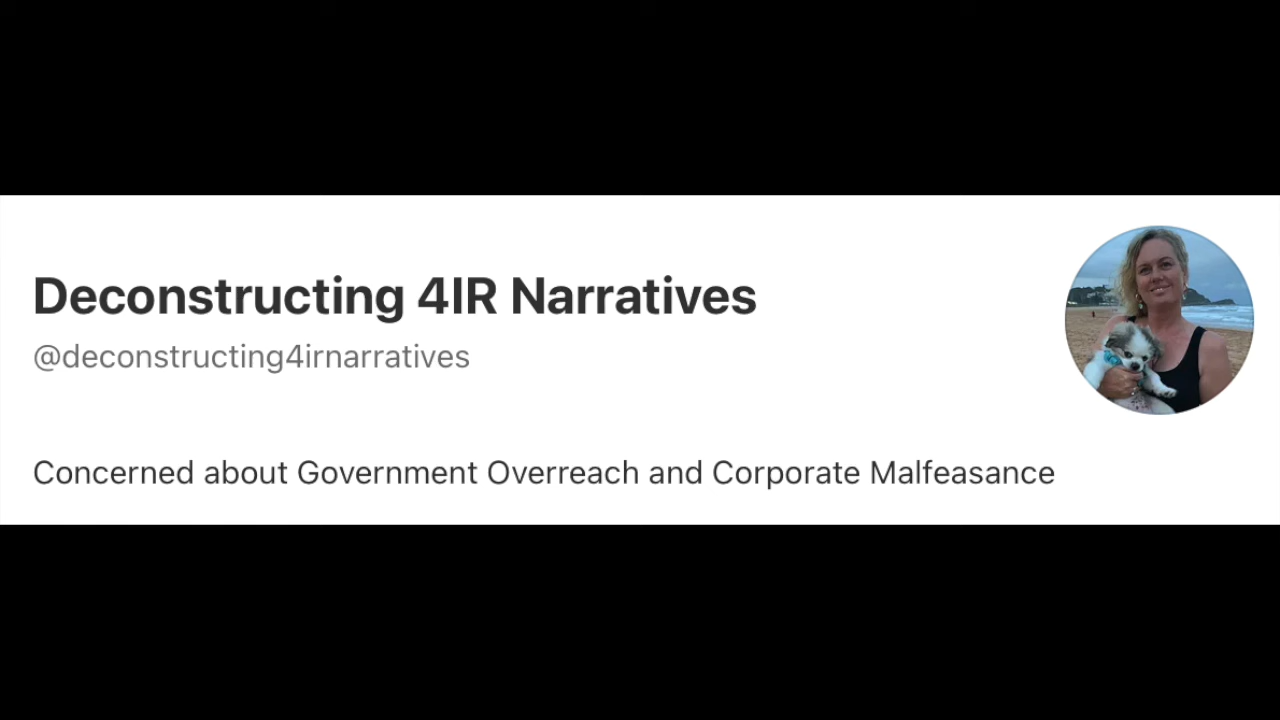 Deconstructing 4IR Narratives
@deconstructing4irnarratives
Concerned about Government Overreach and Corporate Malfeasance